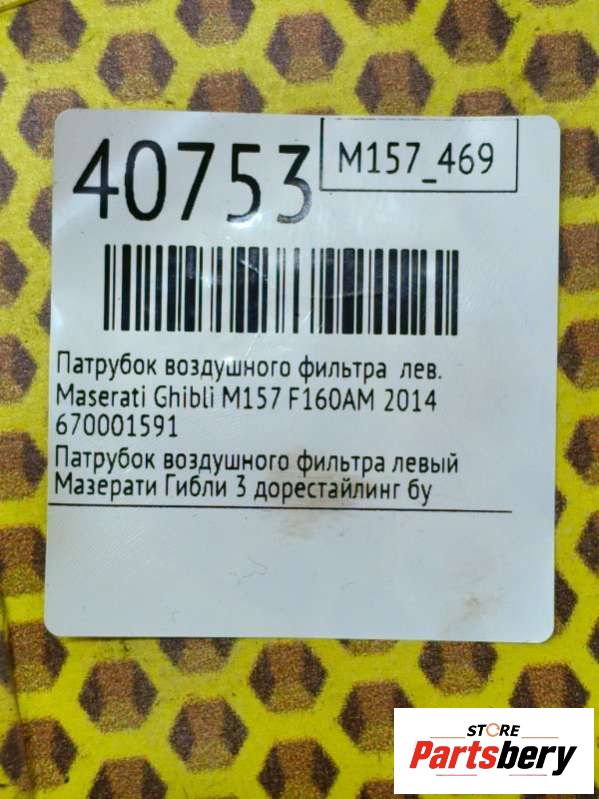 40753
M157_469
Патрубок воздушного фильтра лев.
Maserati Ghibli M157 F160AM 2014
670001591
Патрубок воздушного фильтра левый
Мазерати Гибли 3 дорестайлинг бу
STORE
Partsbery